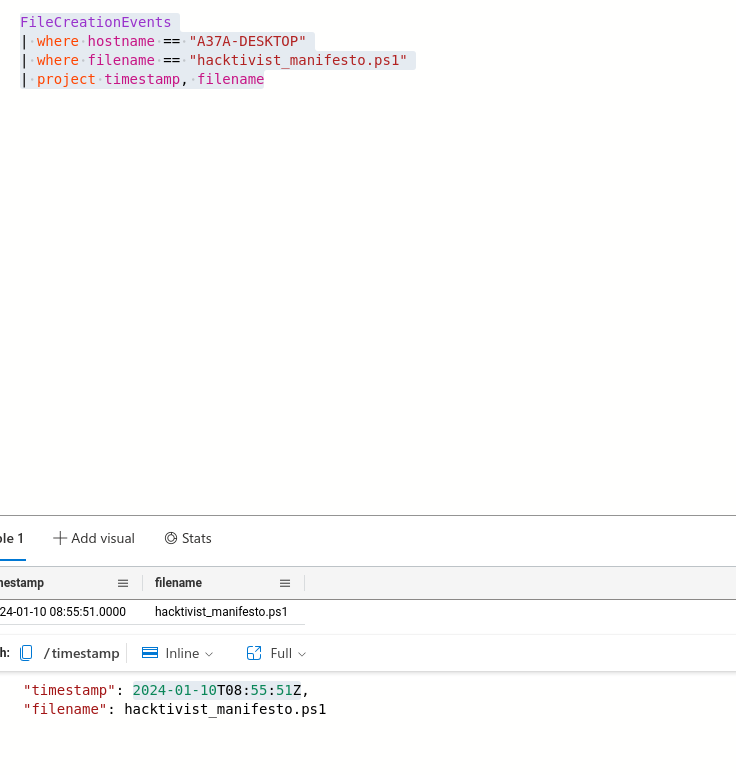 FileCreationEvents
| where hostname == "A37A-DESKTOP"
| where filename == "hacktivist_manifesto.ps1"
| project timestamp, filename
ble 1 Add visual Stats
nestamp filename
24-01-10 08:55:51.0000 hacktivist_manifesto.ps1
h: /timestamp Inline Full
"timestamp": 2024-01-10T08:55:51Z,
"filename": hacktivist_manifesto.ps1